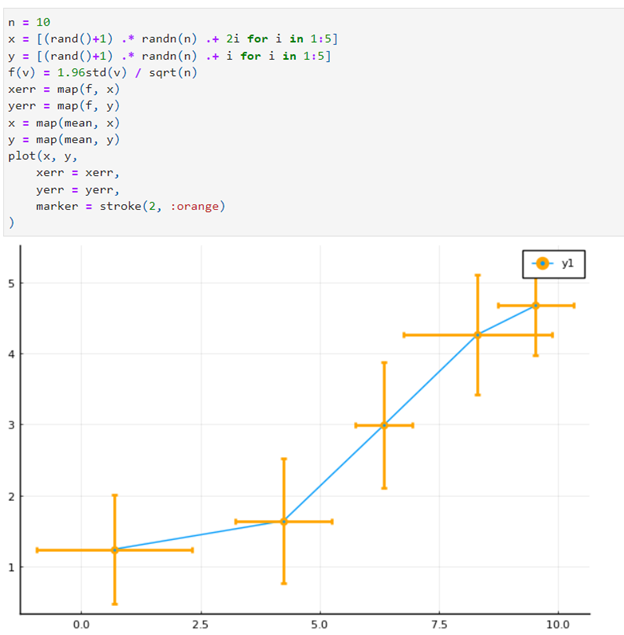 n = 10
x = [(rand()+1) .* randn(n) .+ 2i for i in 1:5]
y = [(rand()+1) .* randn(n) .+ i for i in 1:5]
f(v) = 1.96std(v) / sqrt(n)
xerr = map(f, x)
yerr = map(f, y)
x = map(mean, x)
y = map(mean, y)
plot(x, y,
    xerr = xerr,
    yerr = yerr,
    marker = stroke(2, :orange)
)
y1
5
4
3
2
1
0.0 2.5 5.0 7.5 10.0